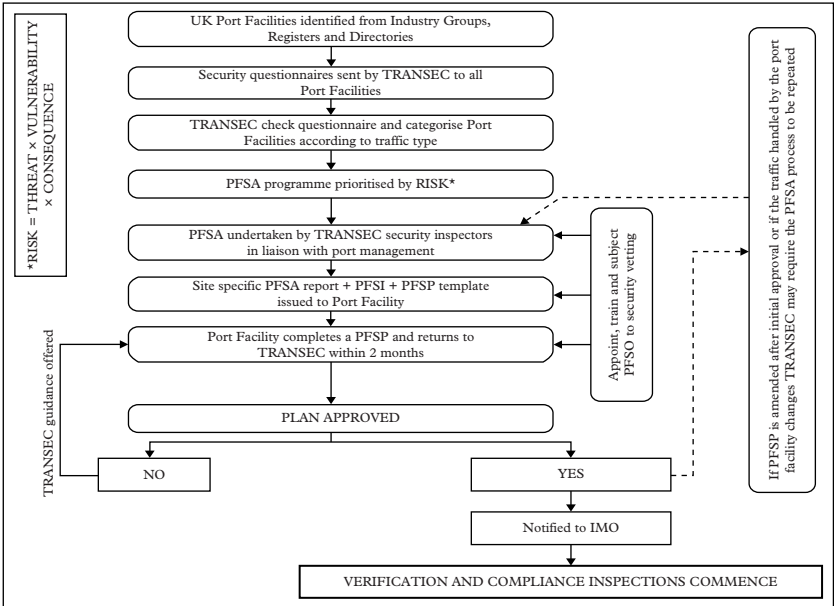 *RISK = THREAT × VULNERABILITY
× CONSEQUENCE
UK Port Facilities identified from Industry Groups,
Registers and Directories
Security questionnaires sent by TRANSEC to all
Port Facilities
TRANSEC check questionnaire and categorise Port
Facilities according to traffic type
PFSA programme prioritised by RISK*
PFSA undertaken by TRANSEC security inspectors
in liaison with port management
Site specific PFSA report + PFSI + PFSP template
issued to Port Facility
Port Facility completes a PFSP and returns to
TRANSEC within 2 months
Appoint, train and subject
PFSO to security vetting
If PFSP is amended after initial approval or if the traffic handled by the port
facility changes TRANSEC may require the PFSA process to be repeated
TRANSEC guidance offered
PLAN APPROVED
NO
YES
Notified to IMO
VERIFICATION AND COMPLIANCE INSPECTIONS COMMENCE